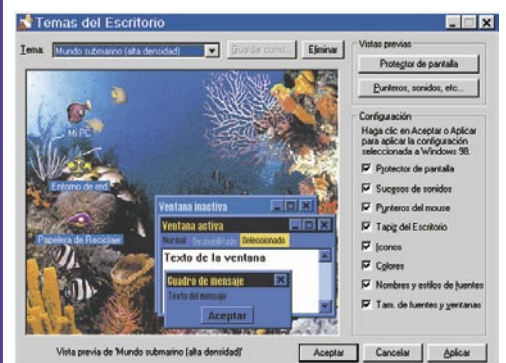 Temas del Escritorio
Tema: Mundo submarino (alta densidad)
Guardar como...
Eliminar
Mi PC
Entorno de red
Papelera de Reciclaje
Ventana inactiva
Ventana activa
Normal Deshabilitado Seleccionado
Texto de la ventana
Cuadro de mensaje
Texto del mensaje
Aceptar
Vista previa de 'Mundo submarino (alta densidad)'
Vistas previas
Protector de pantalla
Punteros, sonidos, etc...
Configuración
Haga clic en Aceptar o Aplicar
para aplicar la configuración
seleccionada a Windows 98.
Protector de pantalla
Sucesos de sonidos
Punteros del mouse
Tapiz del Escritorio
Iconos
Colores
Nombres y estilos de fuentes
Tam. de fuentes y ventanas
Aceptar
Cancelar
Aplicar